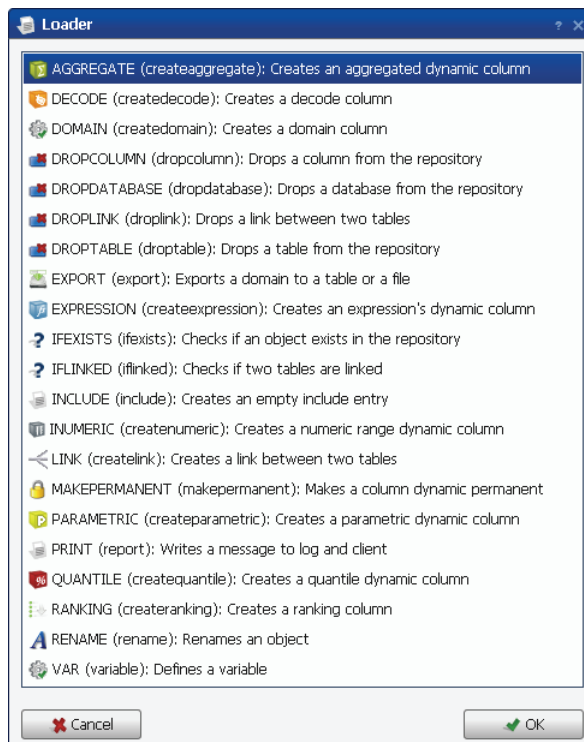 Loader
AGGREGATE (createaggregate): Creates an aggregated dynamic column
DECODE (createdecode): Creates a decode column
DOMAIN (createdomain): Creates a domain column
DROPCOLUMN (dropcolumn): Drops a column from the repository
DROPDATABASE (dropdatabase): Drops a database from the repository
DROPLINK (droplink): Drops a link between two tables
DROPTABLE (droptable): Drops a table from the repository
EXPORT (export): Exports a domain to a table or a file
EXPRESSION (createexpression): Creates an expression's dynamic column
IFEXISTS (ifexists): Checks if an object exists in the repository
IFLINKED (iflinked): Checks if two tables are linked
INCLUDE (include): Creates an empty include entry
INUMERIC (createnumeric): Creates a numeric range dynamic column
LINK (createlink): Creates a link between two tables
MAKEPERMANENT (makepermanent): Makes a column dynamic permanent
PARAMETRIC (createparametric): Creates a parametric dynamic column
PRINT (report): Writes a message to log and client
QUANTILE (createquantile): Creates a quantile dynamic column
RANKING (createranking): Creates a ranking column
RENAME (rename): Renames an object
VAR (variable): Defines a variable
Cancel
OK